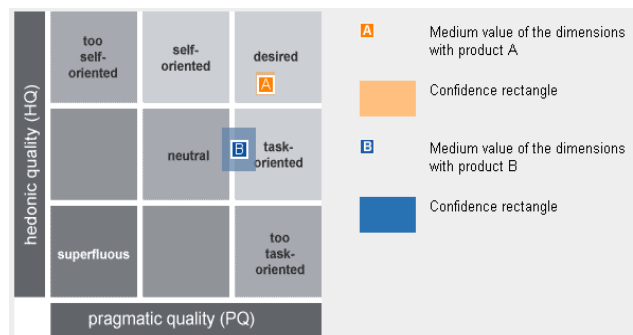 too
self-
oriented
self-
oriented
desired
A
neutral
B
task-
oriented
superfluous
too
task-
oriented
hedonic quality (HQ)
pragmatic quality (PQ)
A
Medium value of the dimensions
with product A
Confidence rectangle
B
Medium value of the dimensions
with product B
Confidence rectangle